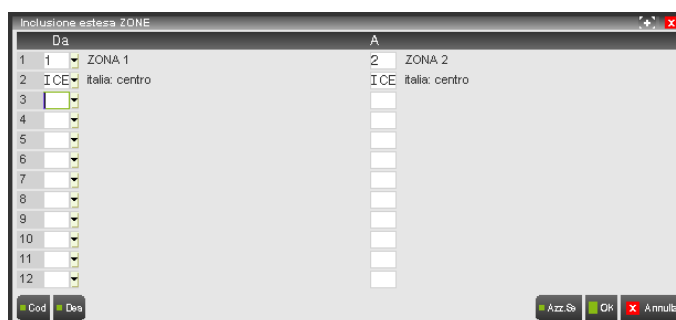 Inclusione estesa ZONE
Da A
1 1 ZONA 1 2 ZONA 2
2 ICE italia: centro ICE italia: centro
3
4
5
6
7
8
9
10
11
12
Cod Des Azz.Se Ok Annulla